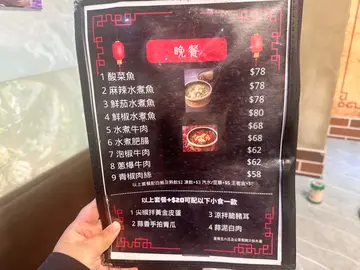 晚餐
1 酸菜魚 $78
2 麻辣水煮魚 $78
3 鮮茄水煮魚 $78
4 鮮椒水煮魚 $80
5 水煮牛肉 $68
6 水煮肥腸 $68
7 泡椒牛肉 $62
8 蔥爆牛肉 $62
9 青椒肉絲 $58
以上套餐+$20可配以下小食一款
1 尖椒拌黃金皮蛋
2 蒜香手拍青瓜
3 涼拌脆雞耳
4 蒜泥白肉